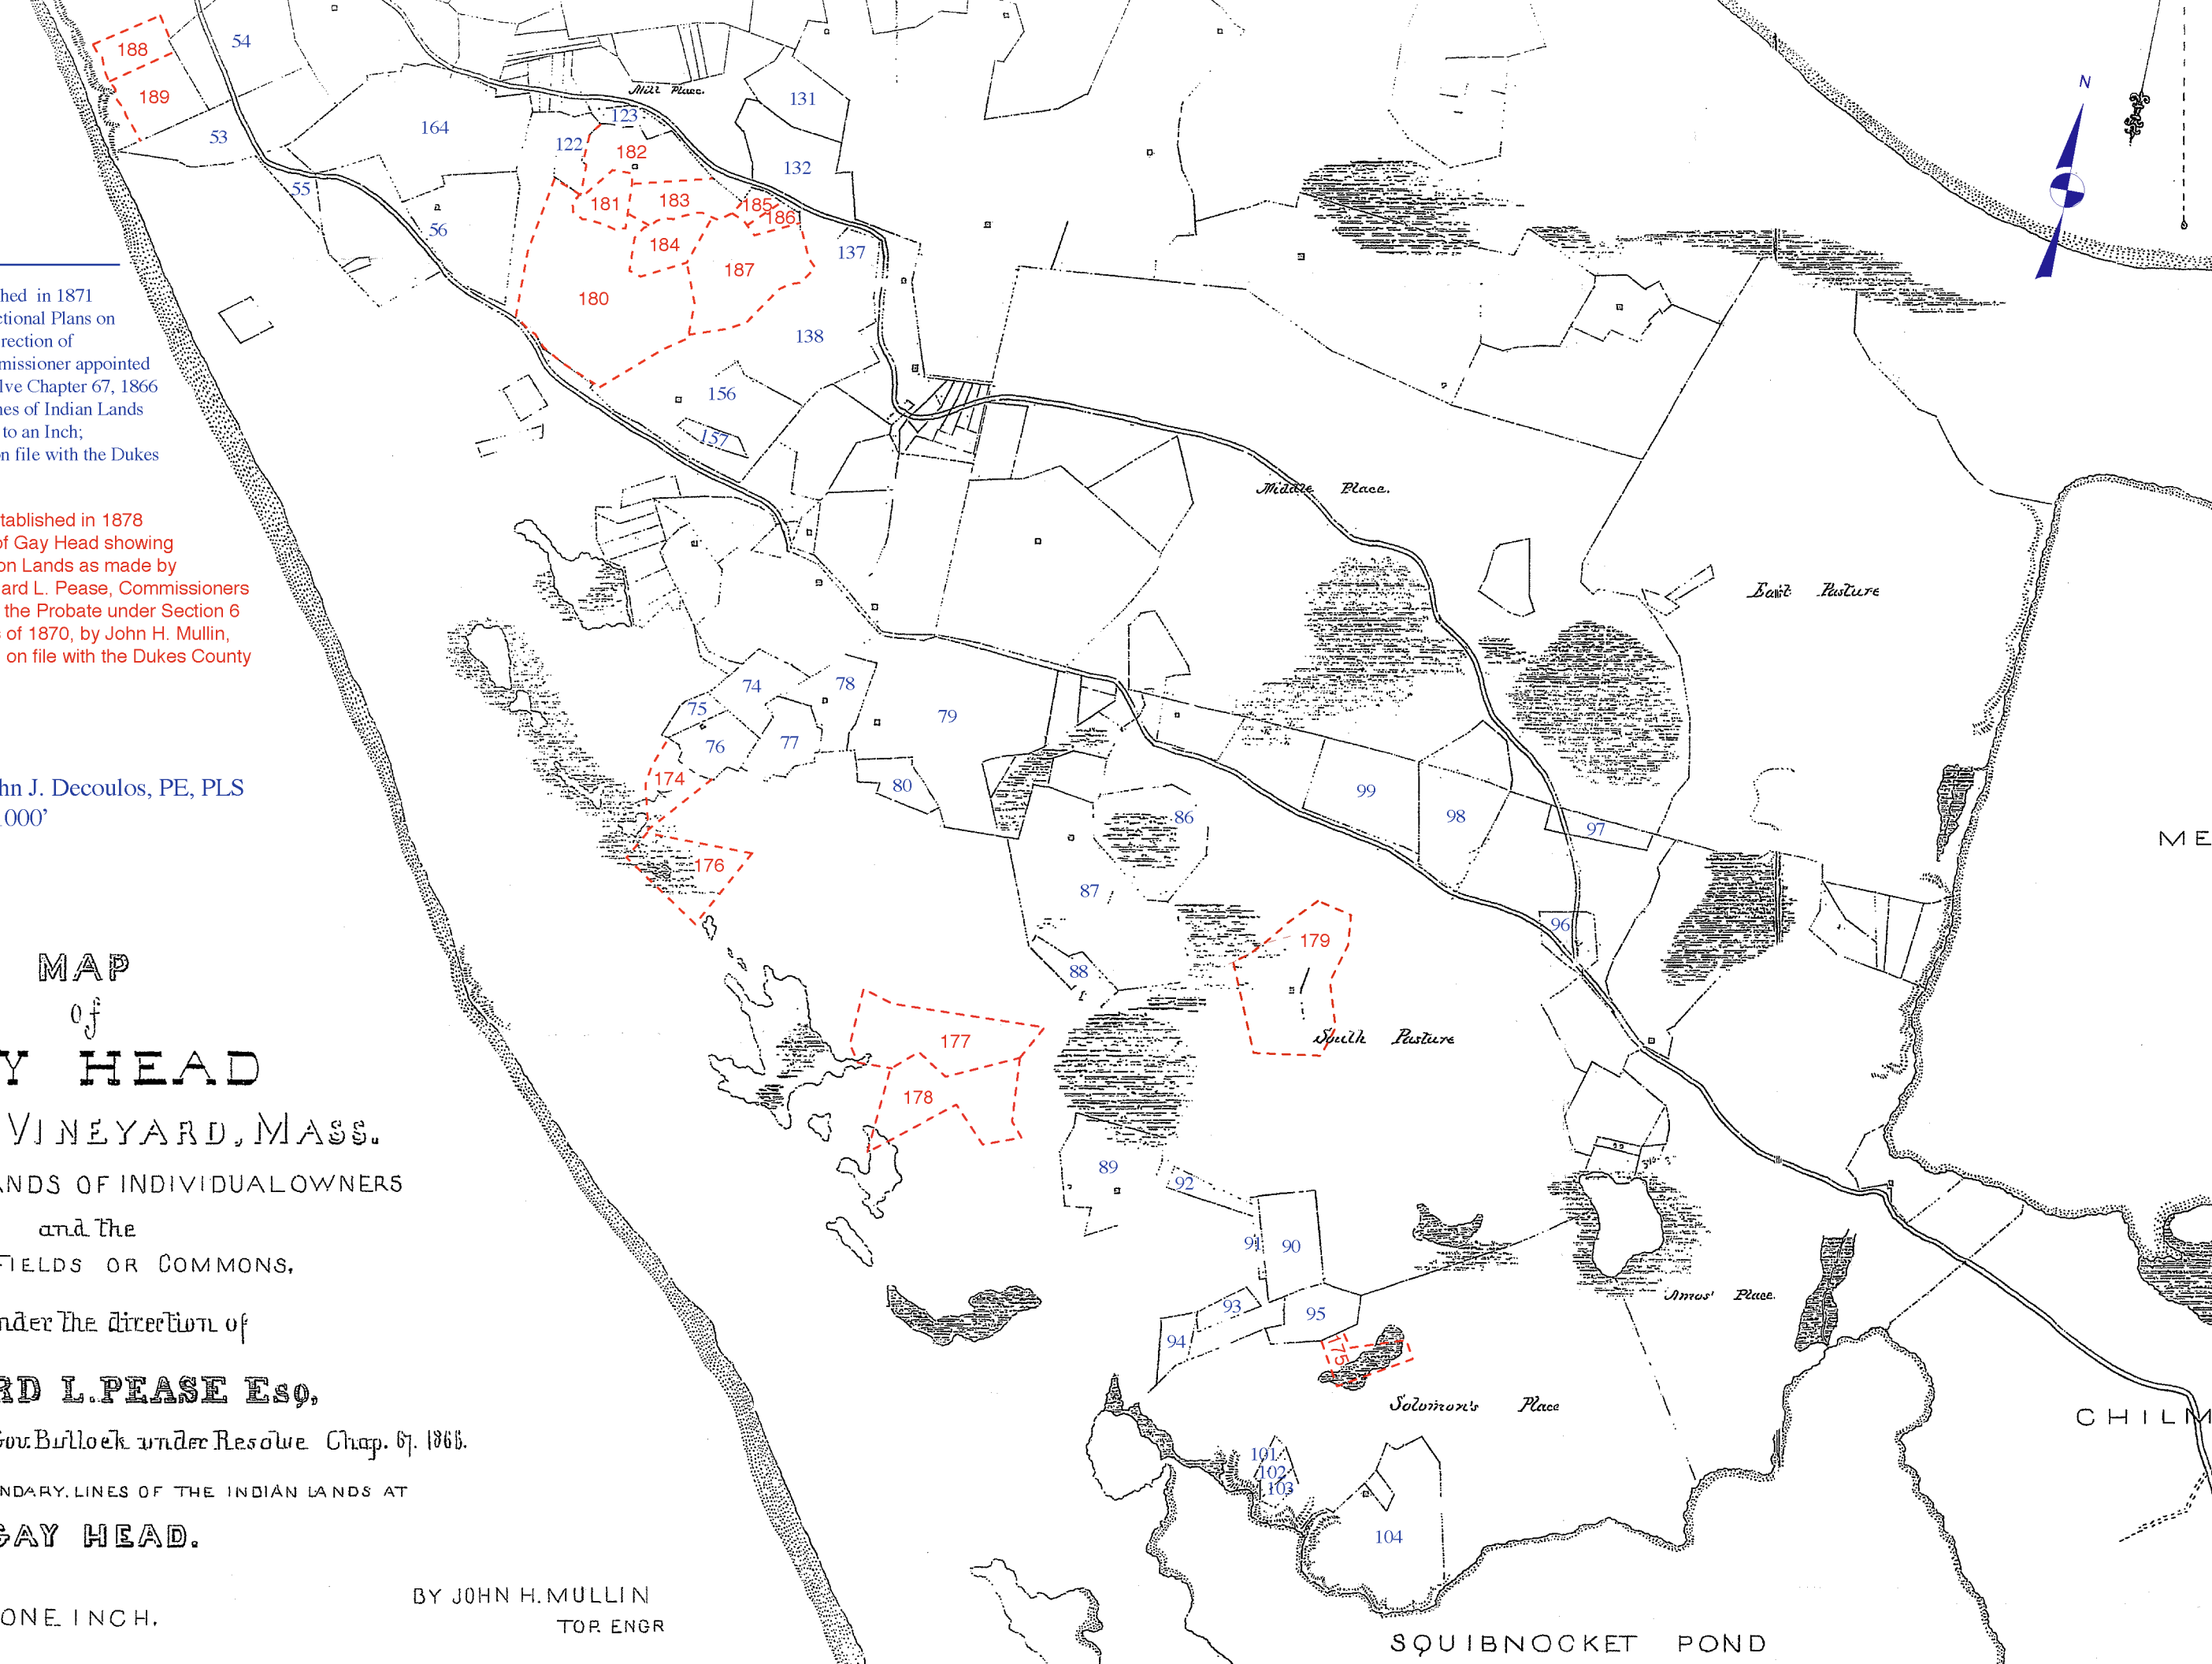 188
54
189
53
164
55
56
Mill Place.
123
122
182
181
183
185
186
184
187
180
131
132
137
138
156
157
N
hed in 1871
ctional Plans on
rection of
missioner appointed
lve Chapter 67, 1866
nes of Indian Lands
to an Inch;
n file with the Dukes
tablished in 1878
of Gay Head showing
on Lands as made by
ard L. Pease, Commissioners
the Probate under Section 6
s of 1870, by John H. Mullin,
on file with the Dukes County
hn J. Decoulos, PE, PLS
1000’
Middle Place.
East Pasture
74
78
75
76
77
79
80
174
176
86
87
88
99
98
97
96
179
South Pasture
177
178
89
92
91
90
93
94
95
175
Amos' Place.
Solomon's Place
101
102
103
104
ME
CHILM
SQUIBNOCKET POND
MAP
of
Y HEAD
VINEYARD, MASS.
ANDS OF INDIVIDUAL OWNERS
and the
FIELDS OR COMMONS,
nder the direction of
RD L. PEASE Esq,
Gov. Bullock under Resolve Chap. 67. 1866.
NDARY. LINES OF THE INDIAN LANDS AT
GAY HEAD.
ONE INCH.
BY JOHN H. MULLIN
TOP. ENGR